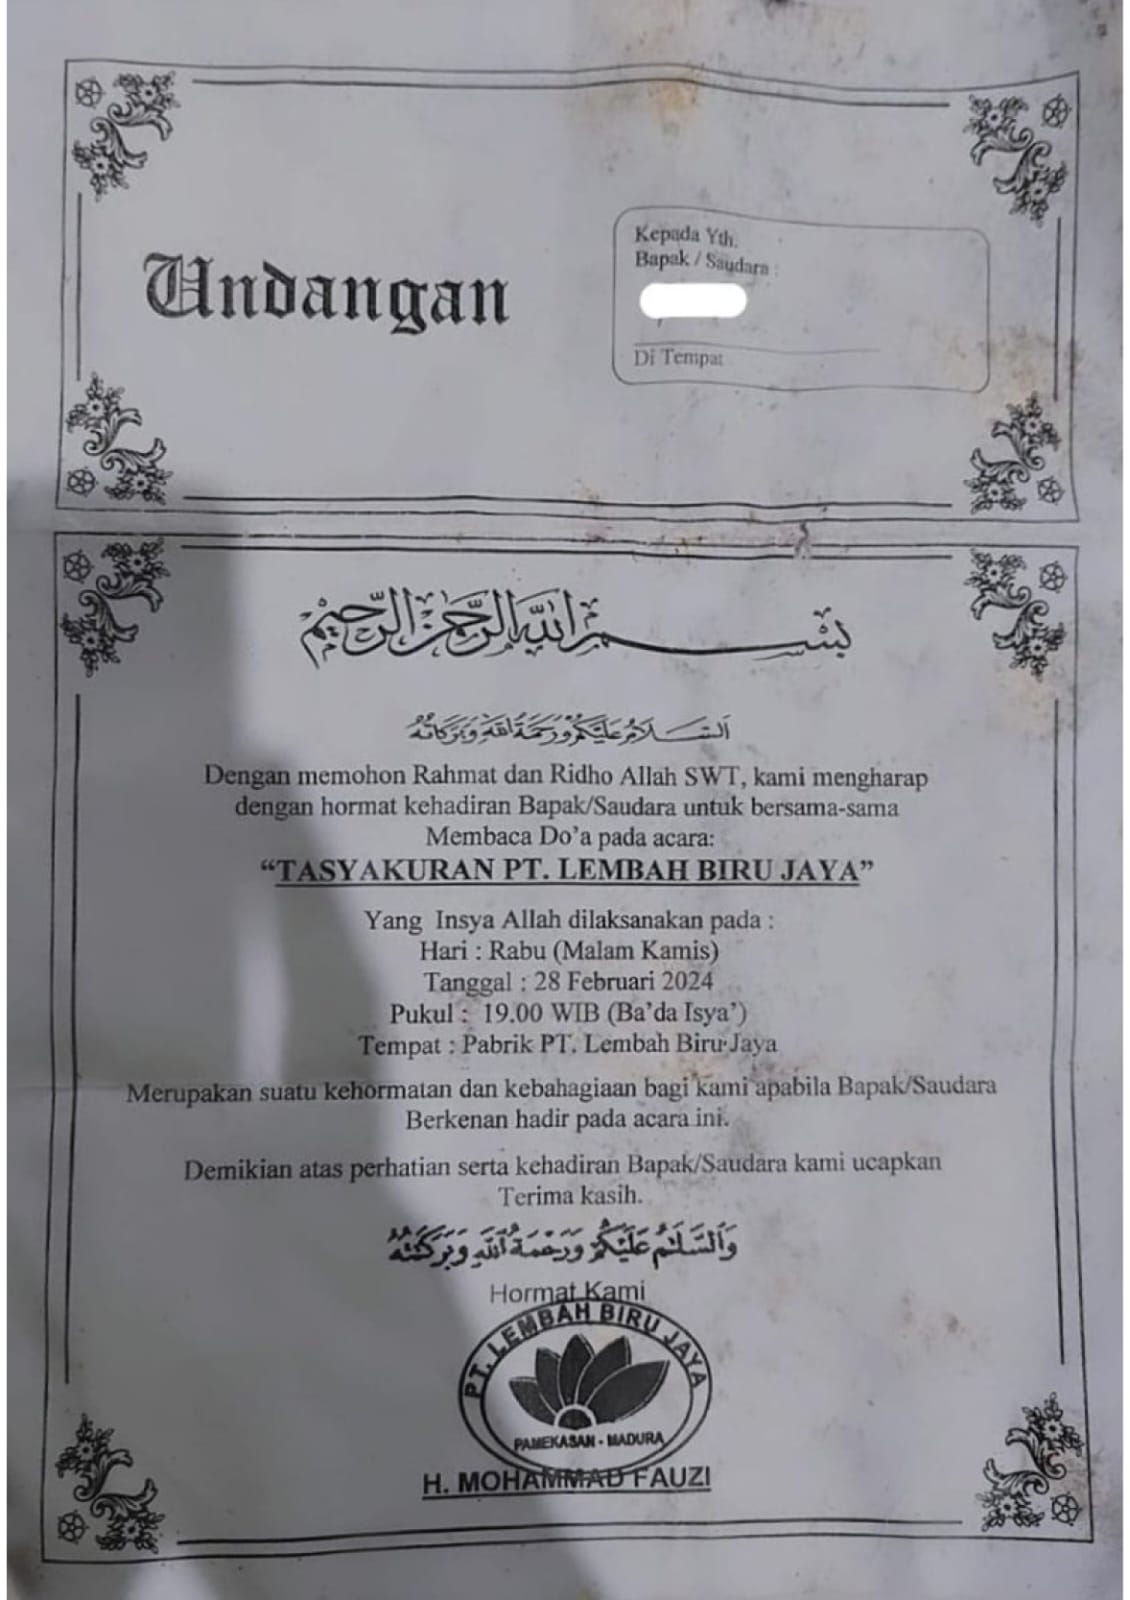 Undangan
Kepada Yth.
Bapak / Saudara :
Di Tempat
بسم الله الرحمن الرحيم
السلام عليكم ورحمة الله وبركاته
Dengan memohon Rahmat dan Ridho Allah SWT, kami mengharap
dengan hormat kehadiran Bapak/Saudara untuk bersama-sama
Membaca Do’a pada acara:
“TASYAKURAN PT. LEMBAH BIRU JAYA”
Yang Insya Allah dilaksanakan pada :
Hari : Rabu (Malam Kamis)
Tanggal : 28 Februari 2024
Pukul : 19.00 WIB (Ba’da Isya’)
Tempat : Pabrik PT. Lembah Biru Jaya
Merupakan suatu kehormatan dan kebahagiaan bagi kami apabila Bapak/Saudara
Berkenan hadir pada acara ini.
Demikian atas perhatian serta kehadiran Bapak/Saudara kami ucapkan
Terima kasih.
وَالسَّلَامُ عَلَيْكُمْ وَرَحْمَةُ اللهِ وَبَرَكَتُهُ
Hormat Kami
PT. LEMBAH BIRU JAYA
PAMEKASAN - MADURA
H. MOHAMMAD FAUZI